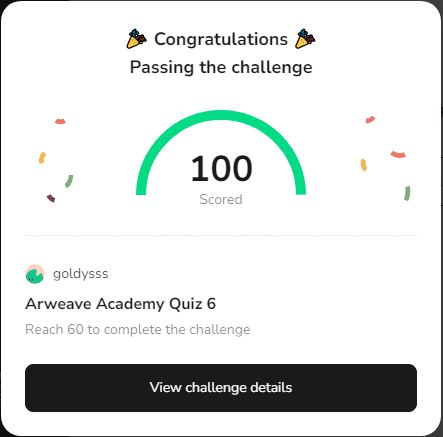 Congratulations
Passing the challenge
100
Scored
goldysss
Arweave Academy Quiz 6
Reach 60 to complete the challenge
View challenge details